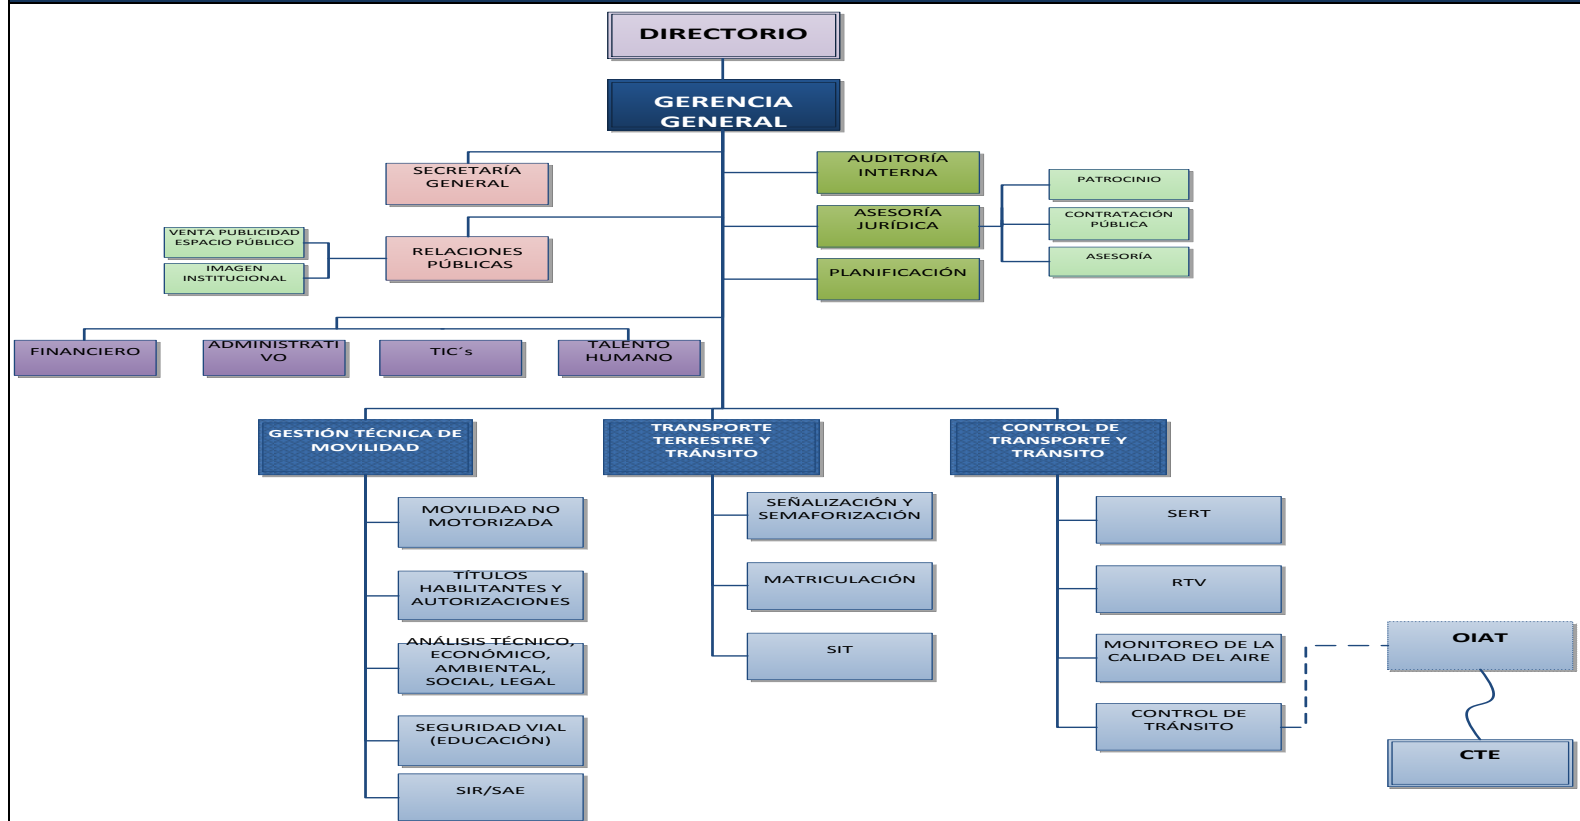 DIRECTORIO
GERENCIA
GENERAL
SECRETARÍA
GENERAL
AUDITORÍA
INTERNA
PATROCINIO
ASESORÍA
JURÍDICA
CONTRATACIÓN
PÚBLICA
VENTA PUBLICIDAD
ESPACIO PÚBLICO
RELACIONES
PÚBLICAS
IMAGEN
INSTITUCIONAL
ASESORÍA
PLANIFICACIÓN
FINANCIERO
ADMINISTRATI
VO
TIC´s
TALENTO
HUMANO
GESTIÓN TÉCNICA DE
MOVILIDAD
TRANSPORTE
TERRESTRE Y
TRÁNSITO
CONTROL DE
TRANSPORTE Y
TRÁNSITO
MOVILIDAD NO
MOTORIZADA
TÍTULOS
HABILITANTES Y
AUTORIZACIONES
ANÁLISIS TÉCNICO,
ECONÓMICO,
AMBIENTAL,
SOCIAL, LEGAL
SEGURIDAD VIAL
(EDUCACIÓN)
SIR/SAE
SEÑALIZACIÓN Y
SEMAFORIZACIÓN
MATRICULACIÓN
SIT
SERT
RTV
MONITOREO DE LA
CALIDAD DEL AIRE
CONTROL DE
TRÁNSITO
OIAT
CTE